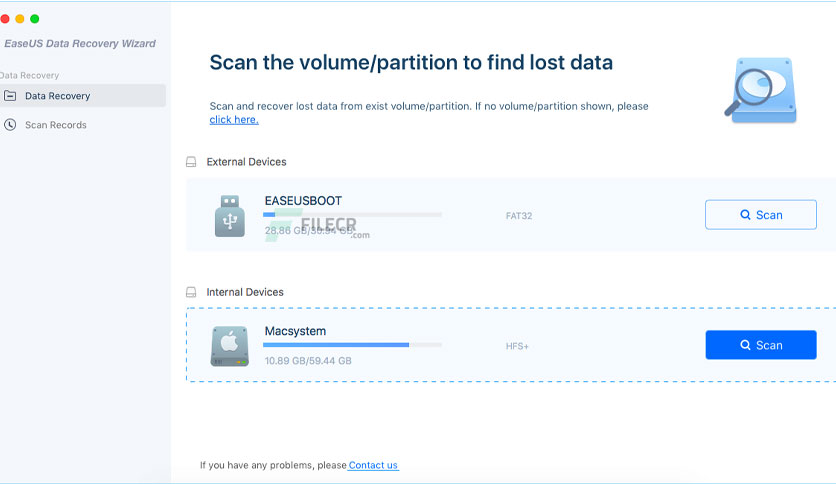 EaseUS Data Recovery Wizard
Data Recovery
Data Recovery
Scan Records
Scan the volume/partition to find lost data
Scan and recover lost data from exist volume/partition. If no volume/partition shown, please
click here.
External Devices
EASEUSBOOT
FAT32
Scan
FILECR
.com
28.86 GB/
Internal Devices
Macsystem
10.89 GB/59.44 GB
HFS+
Scan
If you have any problems, please Contact us